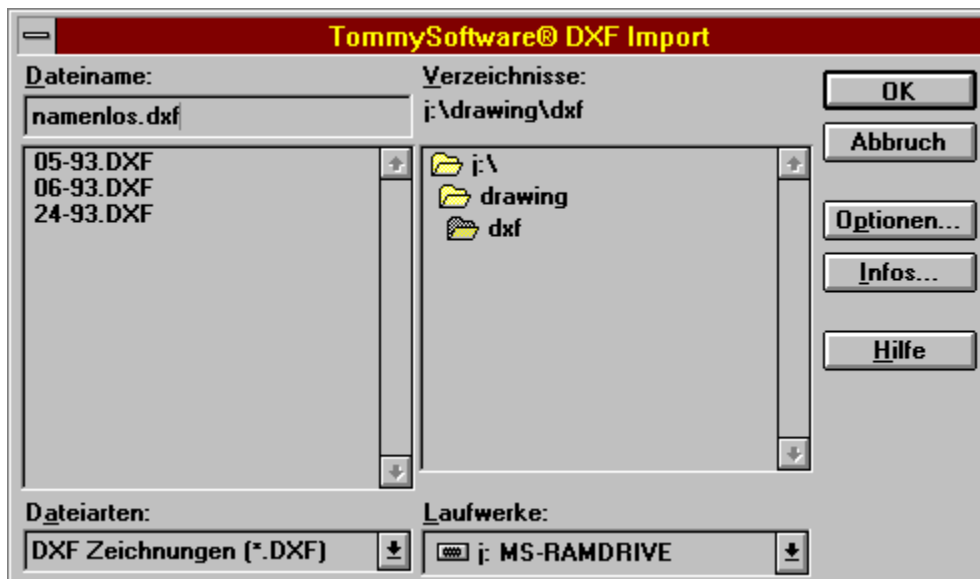 TommySoftware® DXF Import
Dateiname:
namenlos.dxf
05-93.DXF
06-93.DXF
24-93.DXF
Dateiarten:
DXF Zeichnungen (*.DXF)
Verzeichnisse:
j:\drawing\dxf
j:\
drawing
dxf
Laufwerke:
j: MS-RAMDRIVE
OK
Abbruch
Optionen...
Infos...
Hilfe